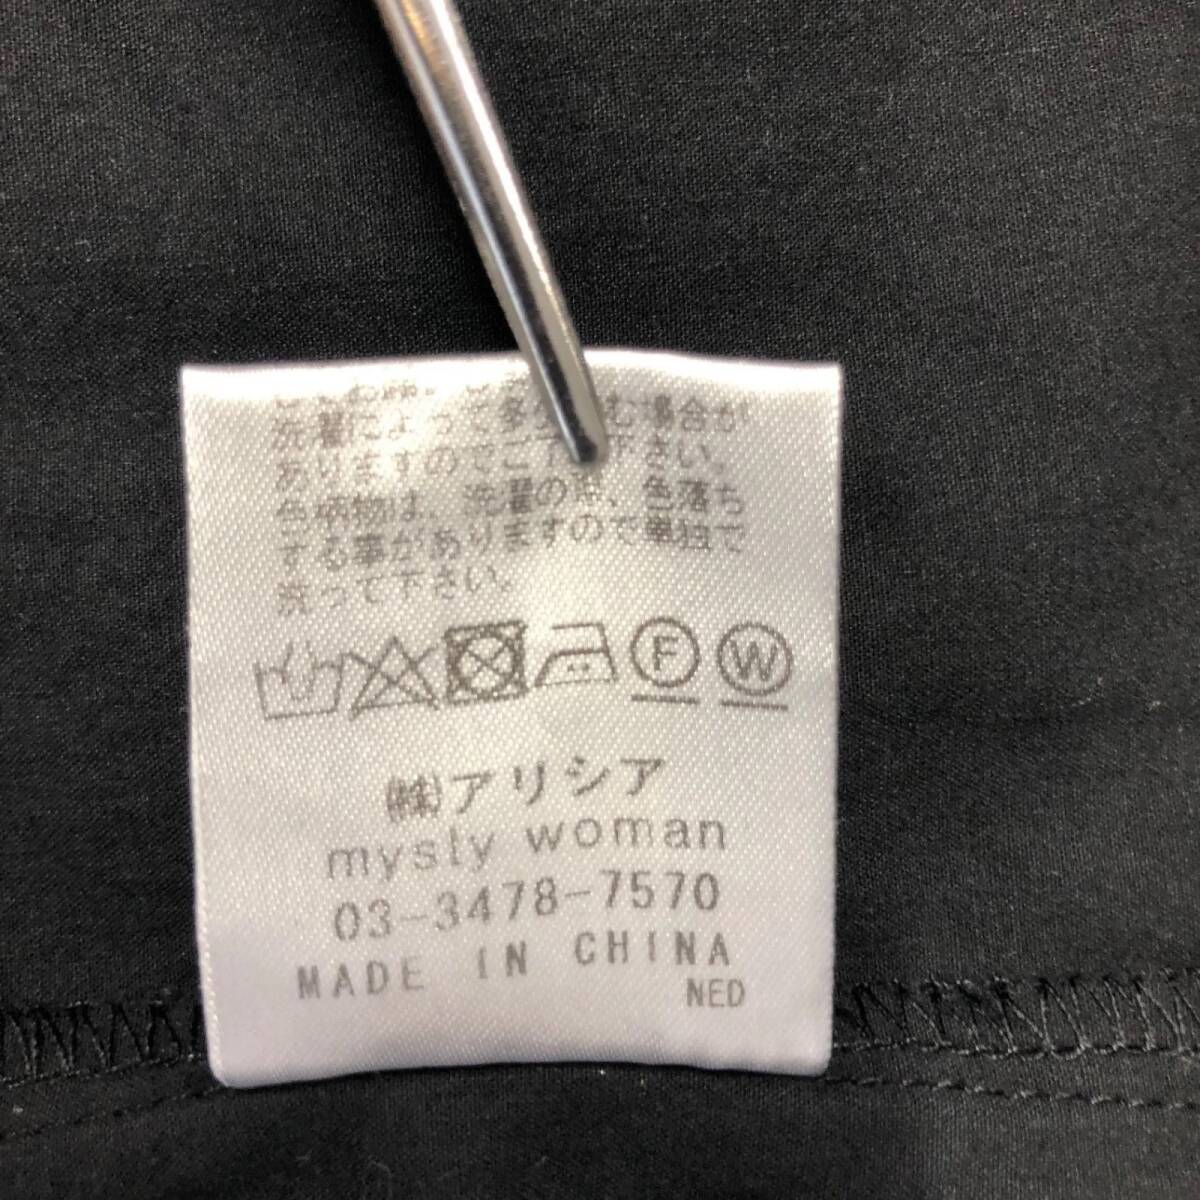 洗濯によって多少 む場合が
ありますのでご了 下さい。
色柄物は、洗濯の際、色落ち
する事がありますので単独で
洗って下さい。
F W
㈱アリシア
mysly woman
03-3478-7570
MADE IN CHINA
NED